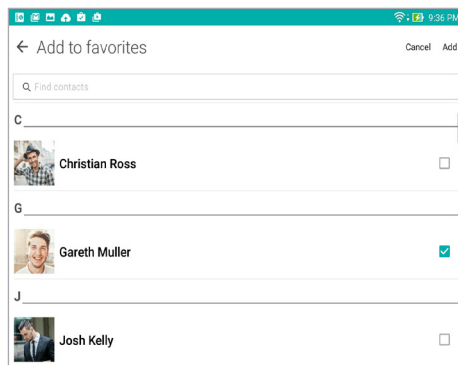 9:36 PM
Add to favorites
Cancel Add
Find contacts
C
Christian Ross
G
Gareth Muller
J
Josh Kelly